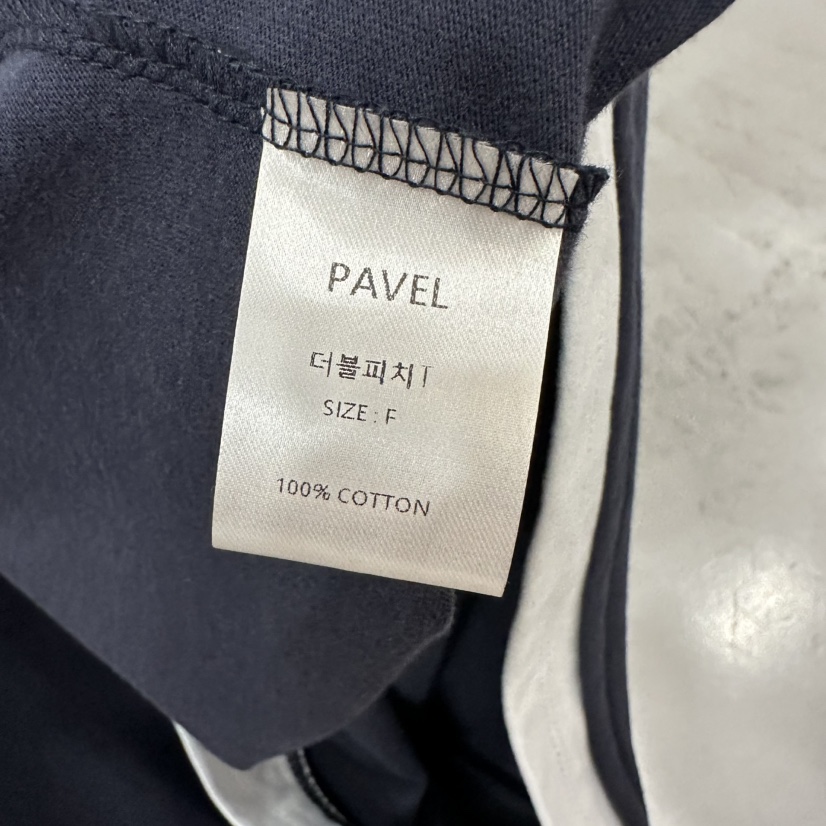 PAVEL
더블피치T
SIZE : F
100% COTTON